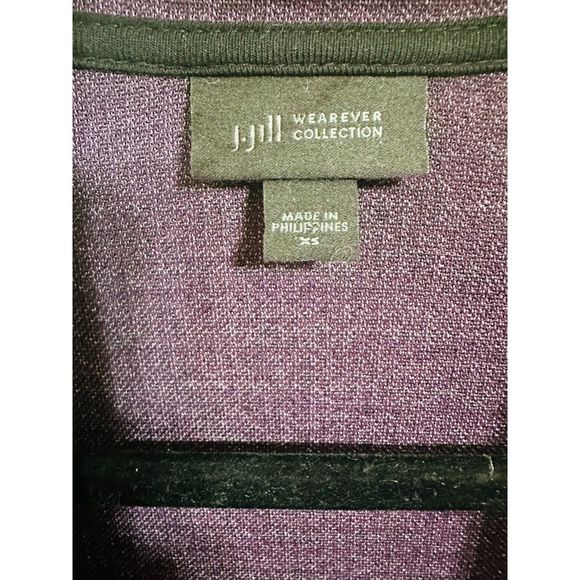 J.Jill WEAREVER
COLLECTION
MADE IN
PHILIPPINES
XS